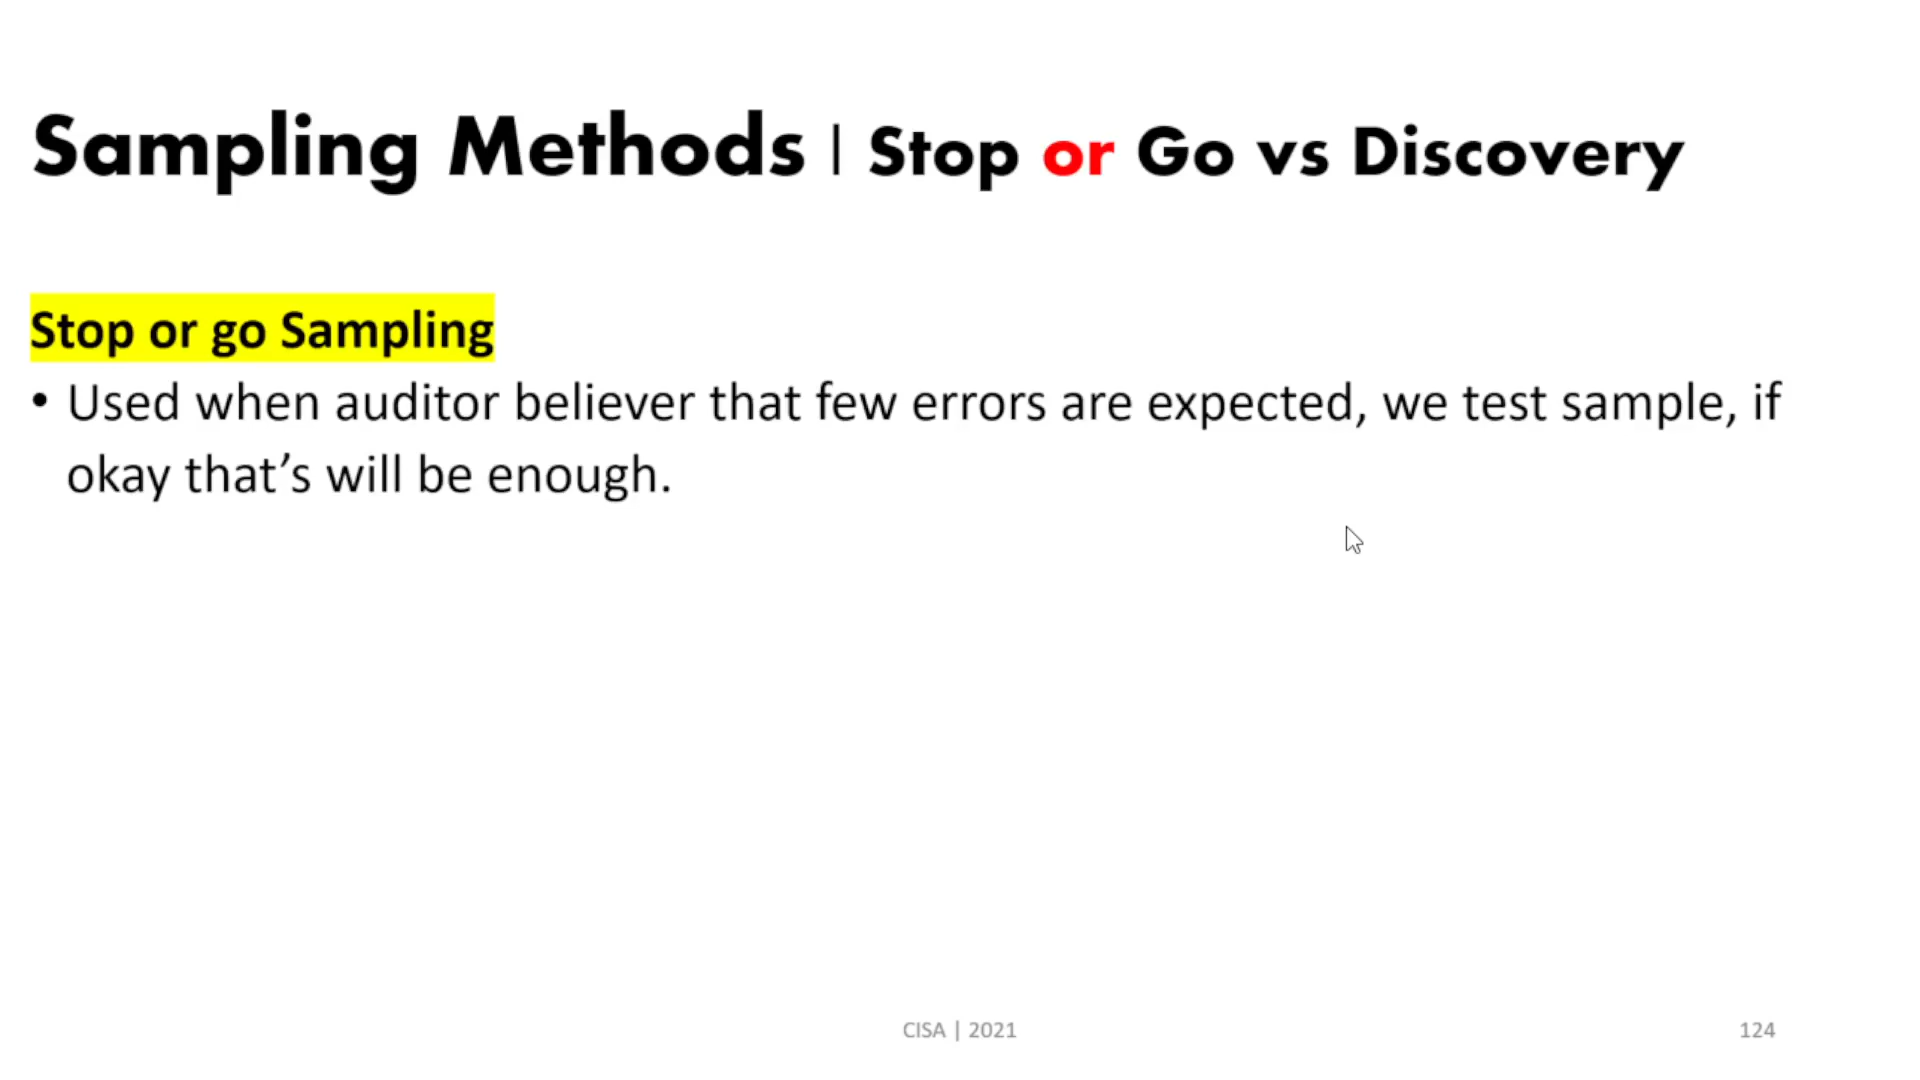 Sampling Methods | Stop or Go vs Discovery
Stop or go Sampling
• Used when auditor believer that few errors are expected, we test sample, if
okay that’s will be enough.
CISA | 2021
124